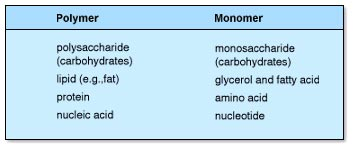 Polymer Monomer
polysaccharide monosaccharide
(carbohydrates) (carbohydrates)
lipid (e.g.,fat) glycerol and fatty acid
protein amino acid
nucleic acid nucleotide